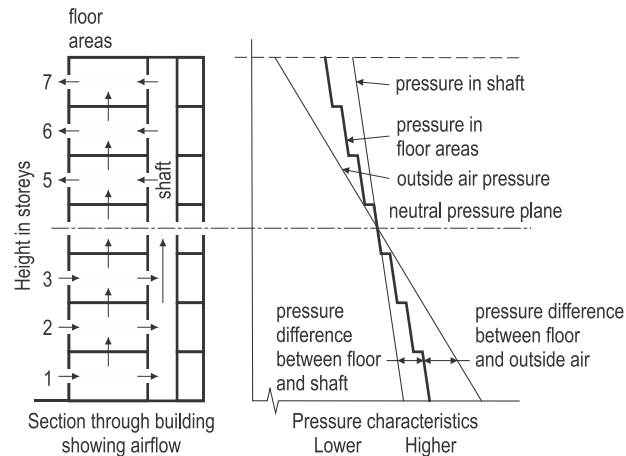 floor
areas
7
6
5
3
2
1
Height in storeys
shaft
Section through building
showing airflow
pressure in shaft
pressure in
floor areas
outside air pressure
neutral pressure plane
pressure
difference
between floor
and shaft
pressure difference
between floor
and outside air
Pressure characteristics
Lower
Higher